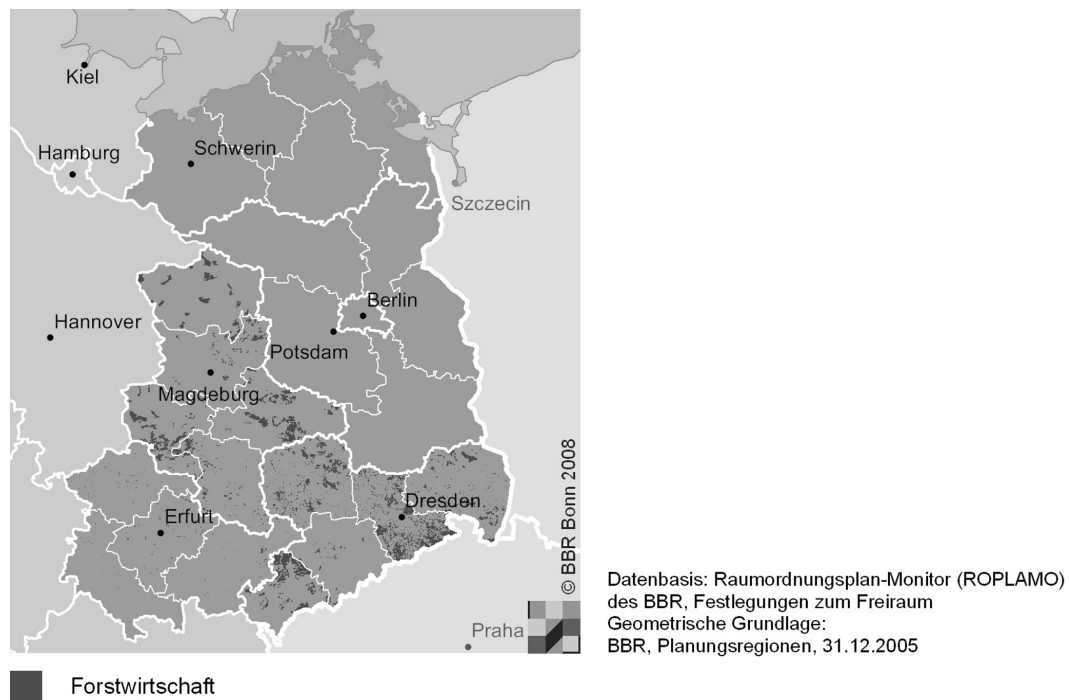 Kiel
Hamburg
Schwerin
Szczecin
Hannover
Berlin
Potsdam
Magdeburg
Erfurt
Dresden
Praha
© BBR Bonn 2008
Datenbasis: Raumordnungsplan-Monitor (ROPLAMO)
des BBR, Festlegungen zum Freiraum
Geometrische Grundlage:
BBR, Planungsregionen, 31.12.2005
Forstwirtschaft